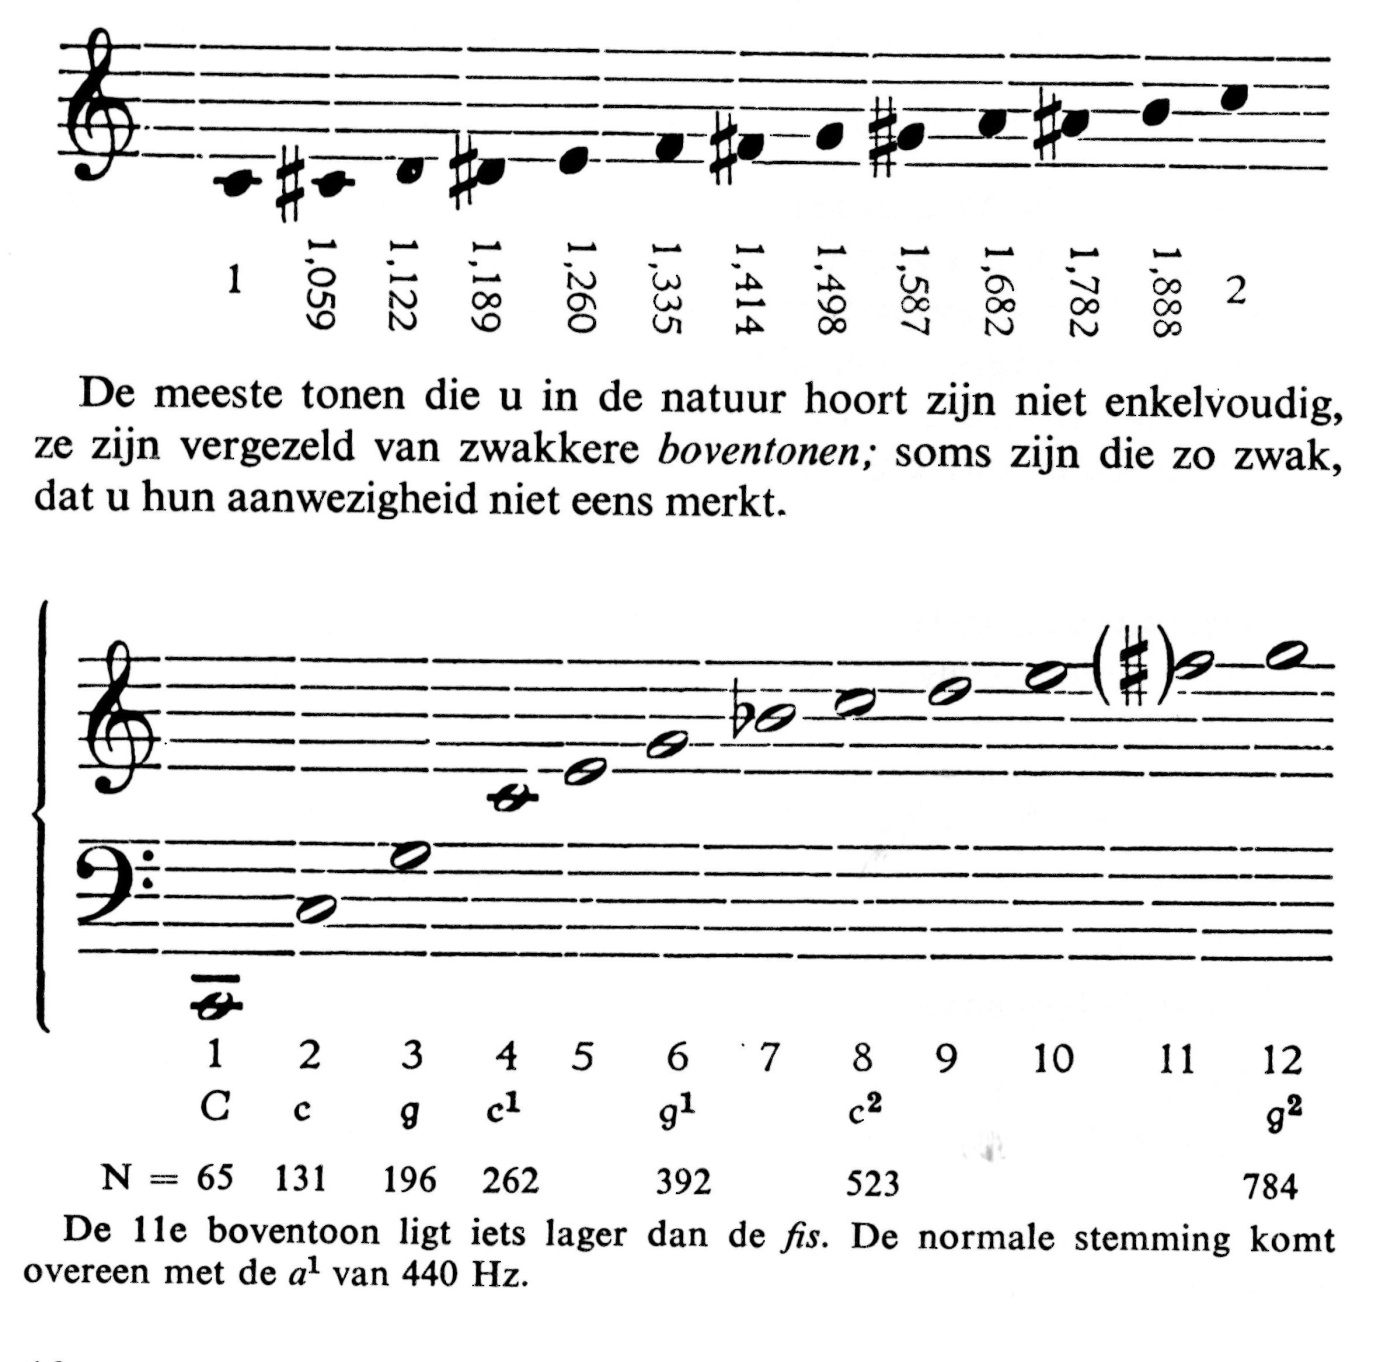 1 1,059 1,122 1,189 1,260 1,335 1,414 1,498 1,587 1,682 1,782 1,888 2
De meeste tonen die u in de natuur hoort zijn niet enkelvoudig,
ze zijn vergezeld van zwakkere boventonen; soms zijn die zo zwak,
dat u hun aanwezigheid niet eens merkt.
1 2 3 4 5 6 7 8 9 10 11 12
C c g c¹ g¹ c² g²
N = 65 131 196 262 392 523 784
De 11e boventoon ligt iets lager dan de fis. De normale stemming komt
overeen met de a¹ van 440 Hz.